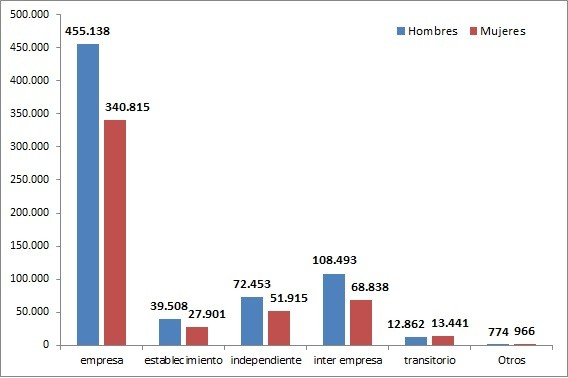 500.000
450.000
400.000
350.000
300.000
250.000
200.000
150.000
100.000
50.000
0
Hombres
Mujeres
455.138
340.815
39.508
27.901
72.453
51.915
108.493
68.838
12.862
13.441
774
966
empresa
establecimiento
independiente
inter empresa
transitorio
Otros